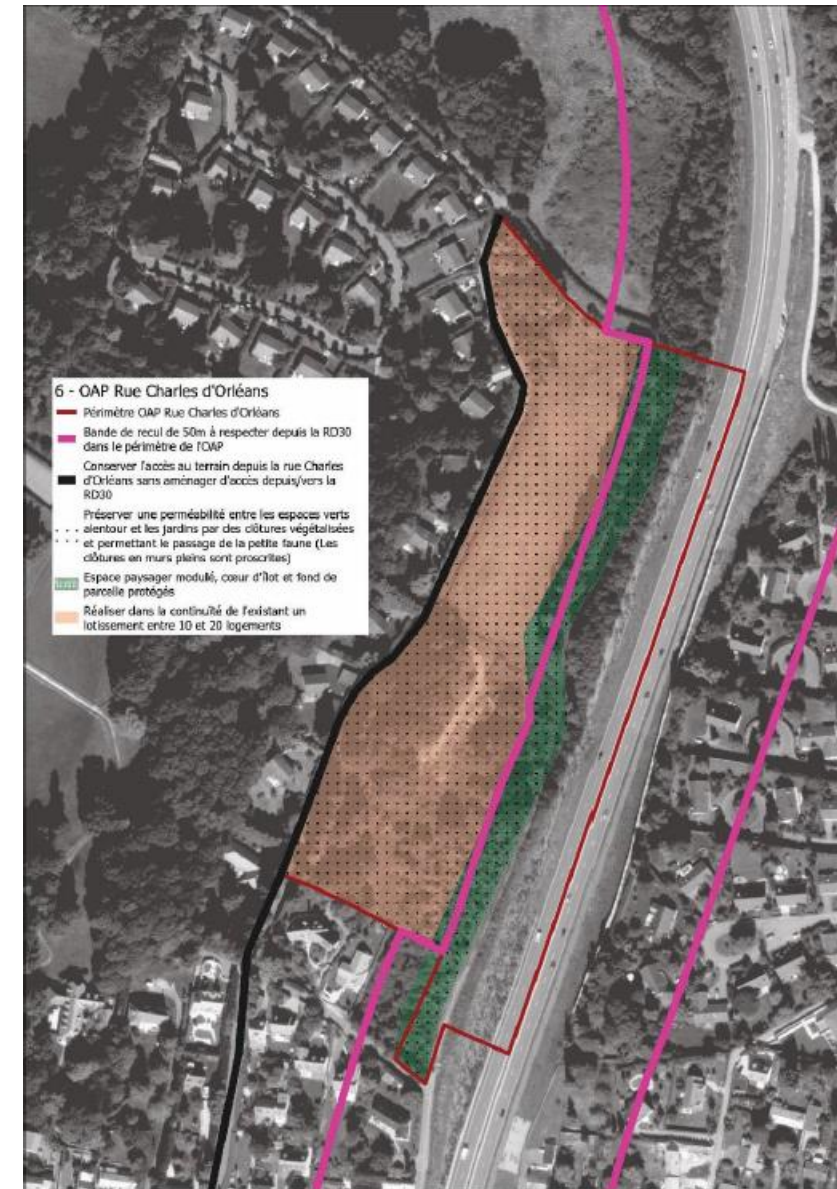 6 - OAP Rue Charles d'Orléans
Périmètre OAP Rue Charles d'Orléans
Bande de recul de 50m à respecter depuis la RD30
dans le périmètre de l'OAP
Conserver l'accès au terrain depuis la rue Charles
d'Orléans sans aménager d'accès depuis/vers la
RD30
Préserver une perméabilité entre les espaces verts
alentour et les jardins par des clôtures végétalisées
et permettant le passage de la petite faune (Les
clôtures en murs pleins sont proscrites)
Espace paysager modulé, cœur d'îlot et fond de
parcelle protégés
Réaliser dans la continuité de l'existant un
lotissement entre 10 et 20 logements